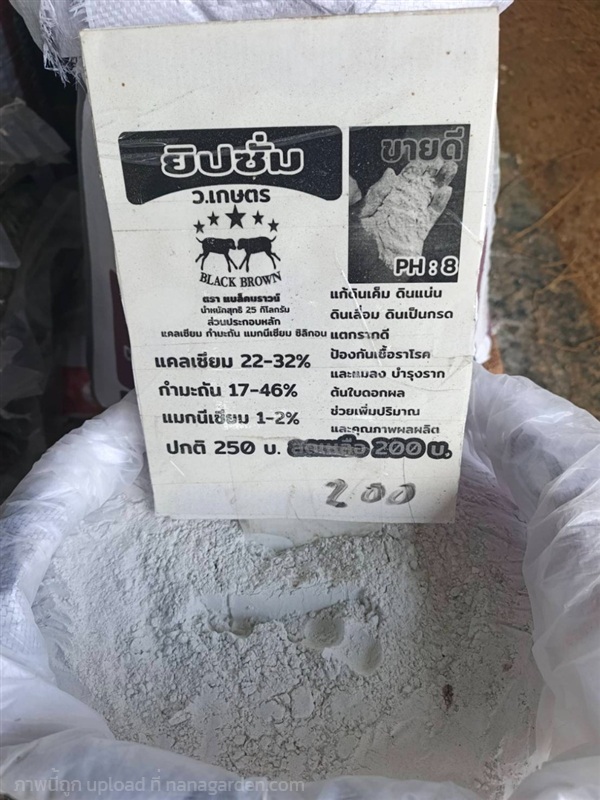 ยิปซั่ม
ว.เกษตร
BLACK BROWN
ตรา แบล็คบราวน์
น้ำหนักสุทธิ 25 กิโลกรัม
ส่วนประกอบหลัก
แคลเซียม กำมะถัน แมกนีเซียม ซิลิกอน
แคลเซียม 22-32%
กำมะถัน 17-46%
แมกนีเซียม 1-2%
ปกติ 250 บ. ลดเหลือ 200 บ.
ขายดี
PH : 8
แก้ดินเค็ม ดินแน่น
ดินเสื่อม ดินเป็นกรด
แตกรากดี
ป้องกันเชื้อราโรค
และแมลง บำรุงราก
ต้นใบดอกผล
ช่วยเพิ่มปริมาณ
และคุณภาพผลผลิต
200
ภาพนี้ถูก upload ที่ nanagarden.com